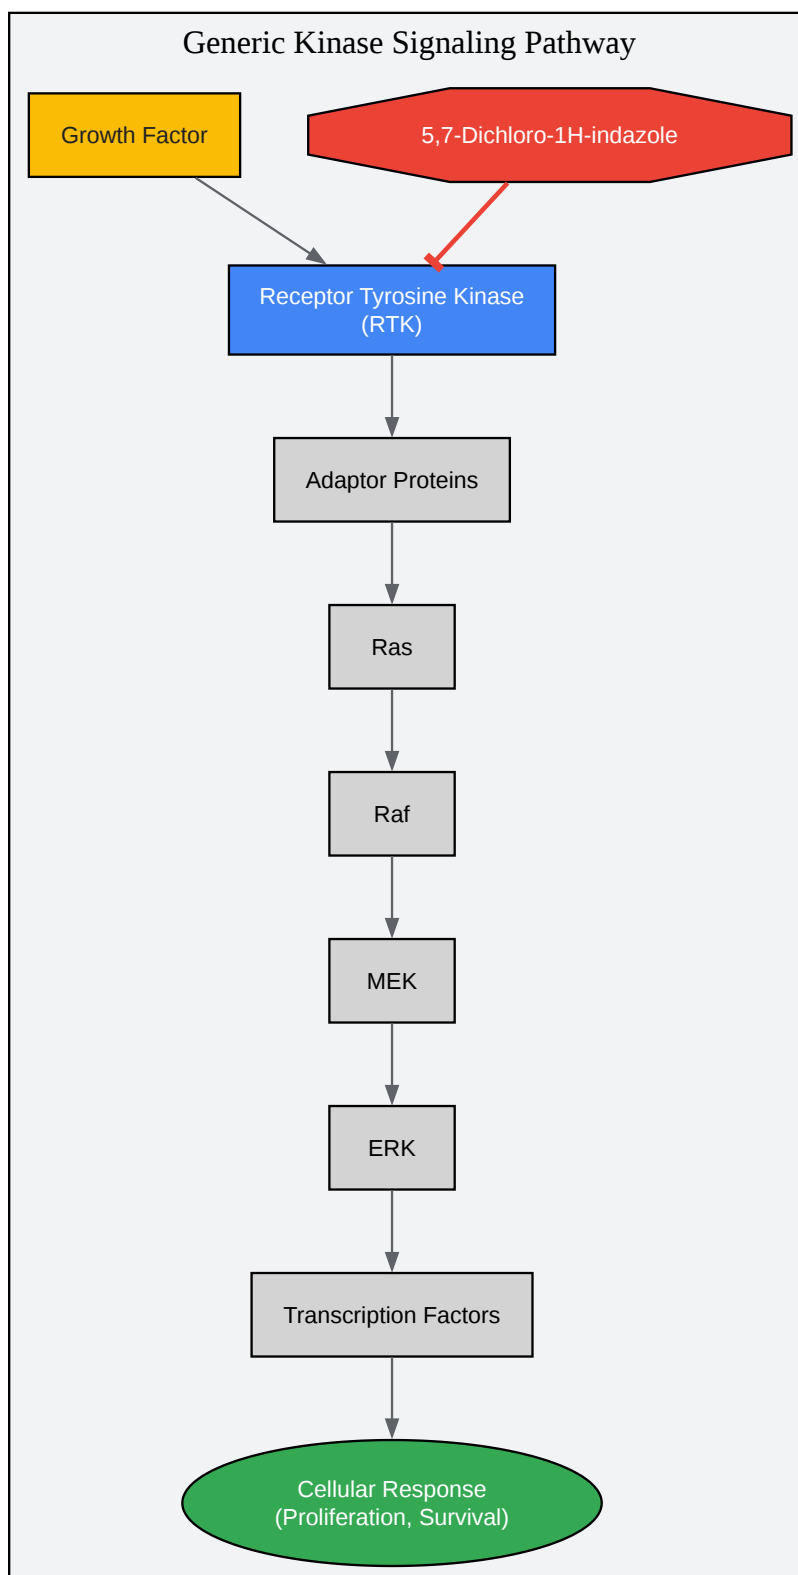 Generic Kinase Signaling Pathway
Growth Factor
5,7-Dichloro-1H-indazole
Receptor Tyrosine Kinase
(RTK)
Adaptor Proteins
Ras
Raf
MEK
ERK
Transcription Factors
Cellular Response
(Proliferation, Survival)